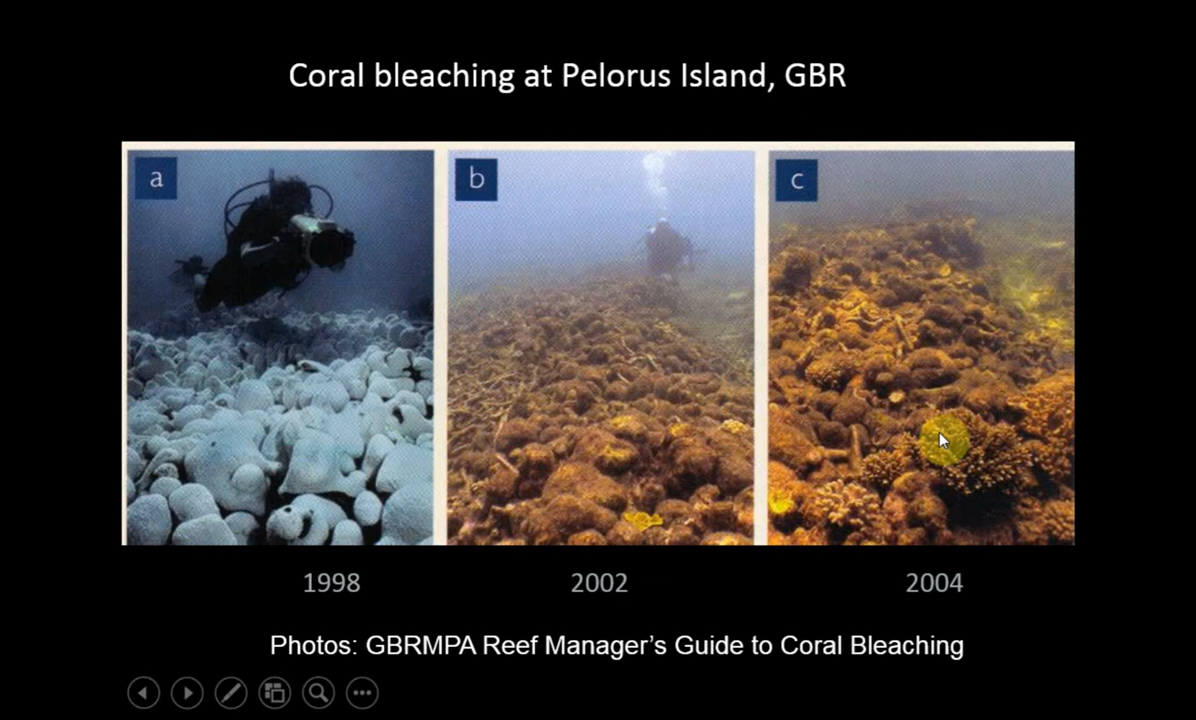 Coral bleaching at Pelorus Island, GBR
a
b
c
1998
2002
2004
Photos: GBRMPA Reef Manager’s Guide to Coral Bleaching